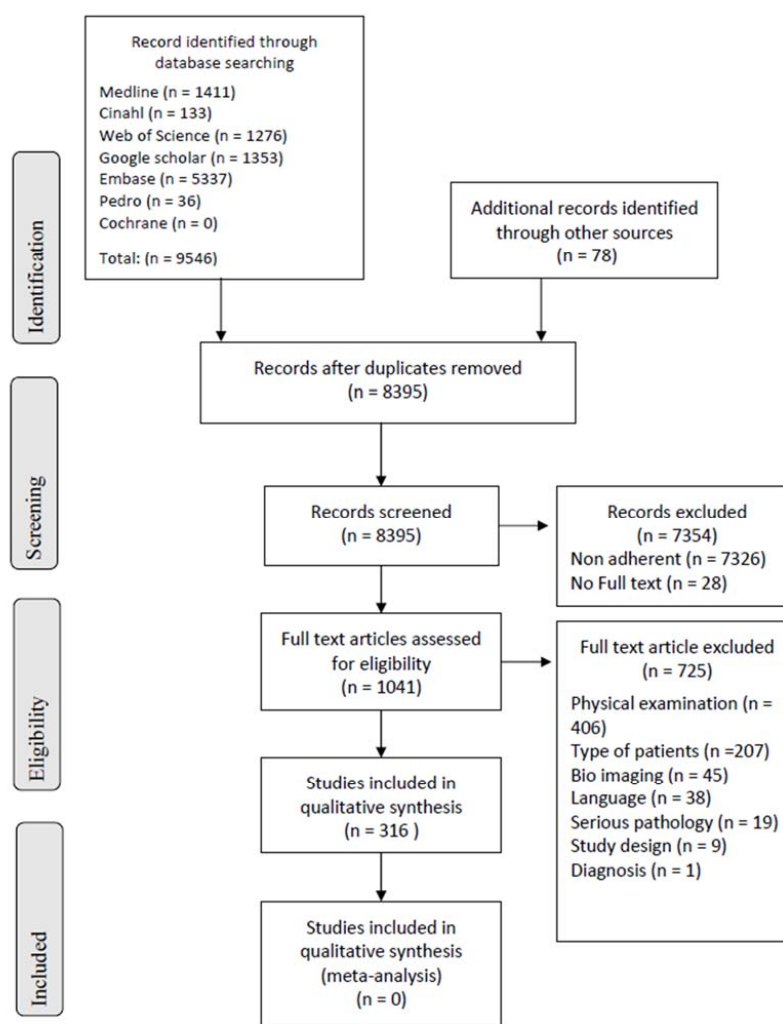 Record identified through
database searching
Medline (n = 1411)
Cinahl (n = 133)
Web of Science (n = 1276)
Google scholar (n = 1353)
Embase (n = 5337)
Pedro (n = 36)
Cochrane (n = 0)
Total: (n = 9546)
Additional records identified
through other sources
(n = 78)
Identification
Records after duplicates removed
(n = 8395)
Screening
Records screened
(n = 8395)
Records excluded
(n = 7354)
Non adherent (n = 7326)
No Full text (n = 28)
Eligibility
Full text articles assessed
for eligibility
(n = 1041)
Full text article excluded
(n = 725)
Physical examination (n =
406)
Type of patients (n =207)
Bio imaging (n = 45)
Language (n = 38)
Serious pathology (n = 19)
Study design (n = 9)
Diagnosis (n = 1)
Studies included in
qualitative synthesis
(n = 316 )
Included
Studies included in
qualitative synthesis
(meta-analysis)
(n = 0)